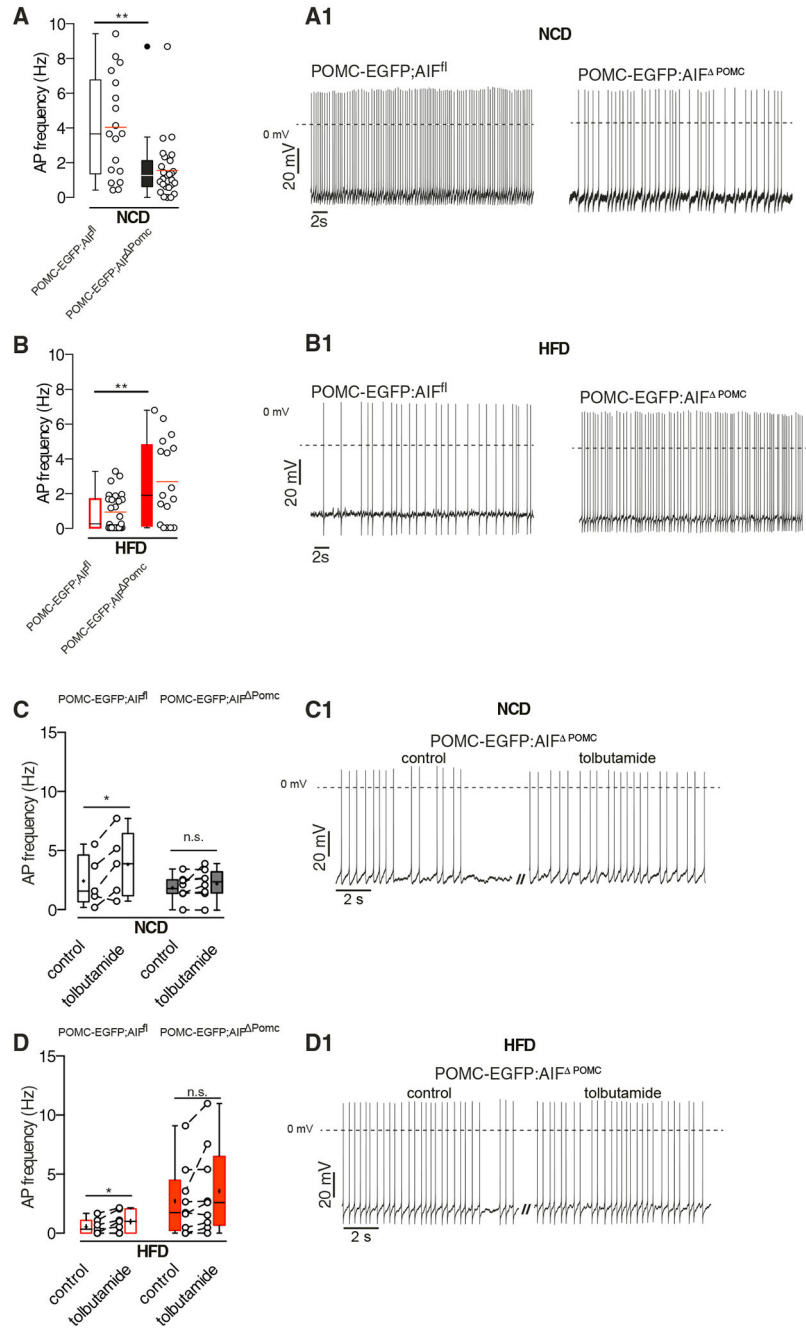 A
AP frequency (Hz)
10
8
6
4
2
0
**
NCD
POMC-EGFP;AIFfl
POMC-EGFP;AIFΔPomc
A1
NCD
POMC-EGFP;AIFfl
POMC-EGFP:AIFΔ POMC
0 mV
20 mV
2s
B
AP frequency (Hz)
10
8
6
4
2
0
**
HFD
POMC-EGFP;AIFfl
POMC-EGFP;AIFΔPomc
B1
HFD
POMC-EGFP:AIFfl
POMC-EGFP:AIFΔ POMC
0 mV
20 mV
2s
POMC-EGFP;AIFfl POMC-EGFP;AIFΔPomc
C
AP frequency (Hz)
15
10
5
0
*
n.s.
NCD
control
tolbutamide
control
tolbutamide
C1
NCD
POMC-EGFP:AIFΔ POMC
control tolbutamide
0 mV
20 mV
//
2 s
POMC-EGFP;AIFfl POMC-EGFP;AIFΔPomc
D
AP frequency (Hz)
15
10
5
0
*
n.s.
HFD
control
tolbutamide
control
tolbutamide
D1
HFD
POMC-EGFP:AIFΔ POMC
control tolbutamide
0 mV
20 mV
//
2 s